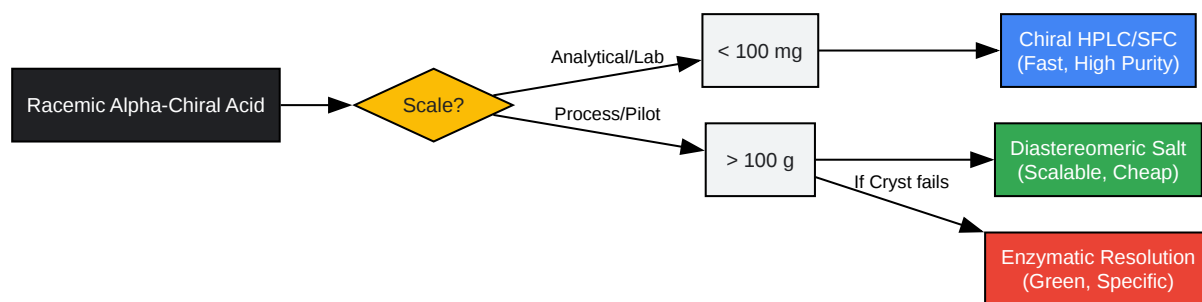 Racemic Alpha-Chiral Acid
Scale?
Analytical/Lab
Process/Pilot
< 100 mg
> 100 g
If Cryst fails
Chiral HPLC/SFC
(Fast, High Purity)
Diastereomeric Salt
(Scalable, Cheap)
Enzymatic Resolution
(Green, Specific)